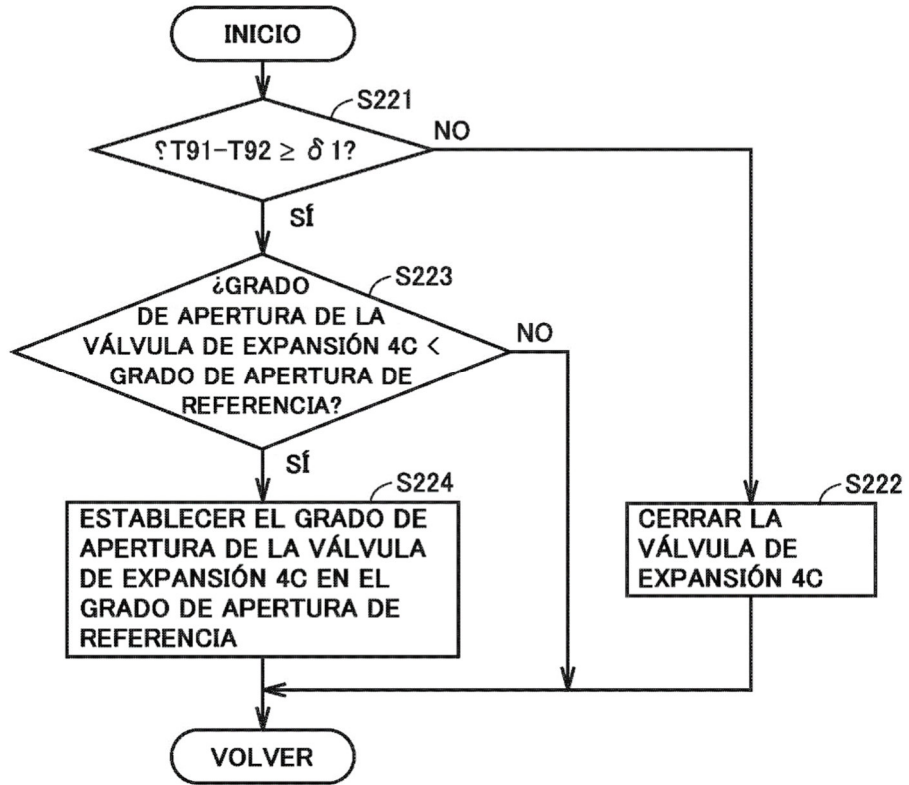 INICIO
S221
⸮T91-T92 ≥ δ1?
NO
SÍ
S223
¿GRADO
DE APERTURA DE LA
VÁLVULA DE EXPANSIÓN 4C <
GRADO DE APERTURA DE
REFERENCIA?
NO
SÍ
S224
ESTABLECER EL GRADO DE
APERTURA DE LA VÁLVULA
DE EXPANSIÓN 4C EN EL
GRADO DE APERTURA DE
REFERENCIA
S222
CERRAR LA
VÁLVULA DE
EXPANSIÓN 4C
VOLVER